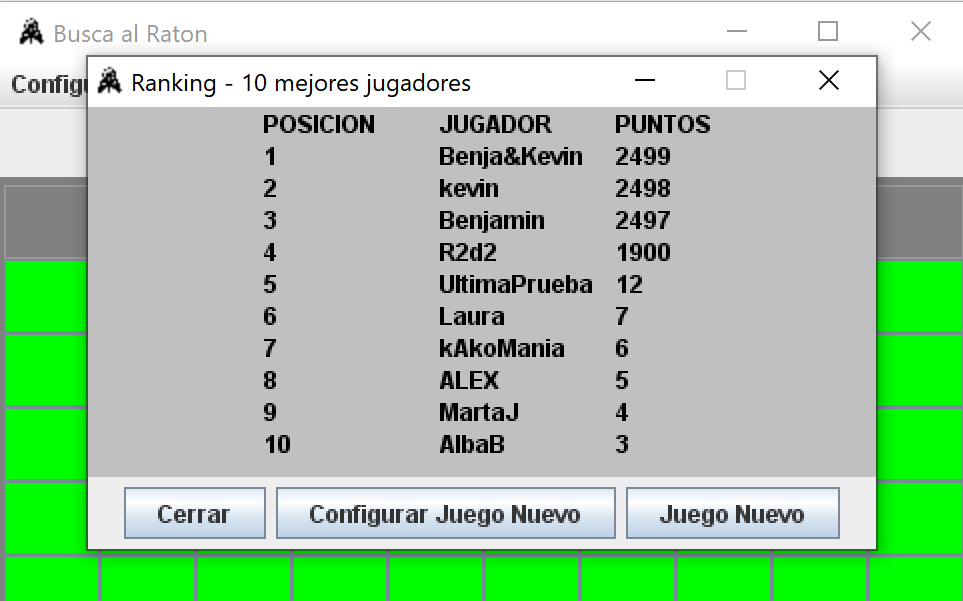 Busca al Raton
Ranking - 10 mejores jugadores
POSICION JUGADOR PUNTOS
1 Benja&Kevin 2499
2 kevin 2498
3 Benjamin 2497
4 R2d2 1900
5 UltimaPrueba 12
6 Laura 7
7 kAkoMania 6
8 ALEX 5
9 MartaJ 4
10 AlbaB 3
Cerrar Configurar Juego Nuevo Juego Nuevo